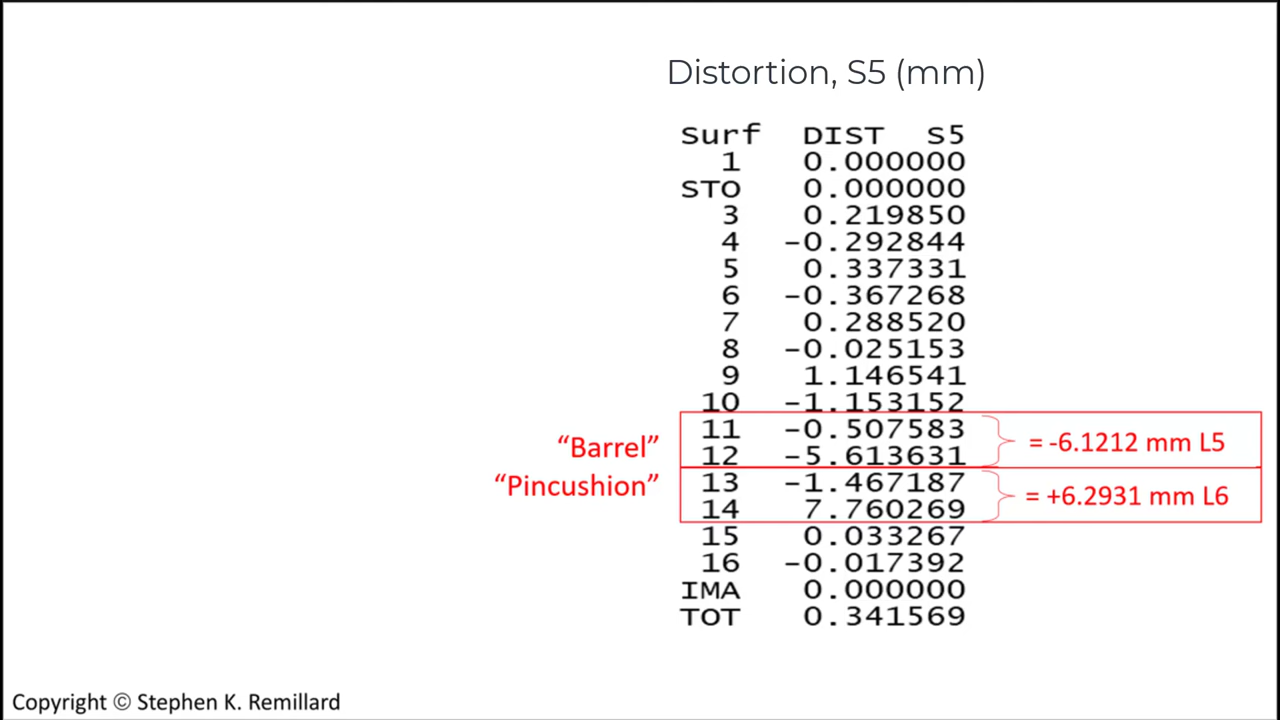 Distortion, S5 (mm)
Surf DIST S5
1 0.000000
STO 0.000000
3 0.219850
4 -0.292844
5 0.337331
6 -0.367268
7 0.288520
8 -0.025153
9 1.146541
10 -1.153152
"Barrel" 11 -0.507583 = -6.1212 mm L5
12 -5.613631
"Pincushion" 13 -1.467187 = +6.2931 mm L6
14 7.760269
15 0.033267
16 -0.017392
IMA 0.000000
TOT 0.341569
Copyright © Stephen K. Remillard